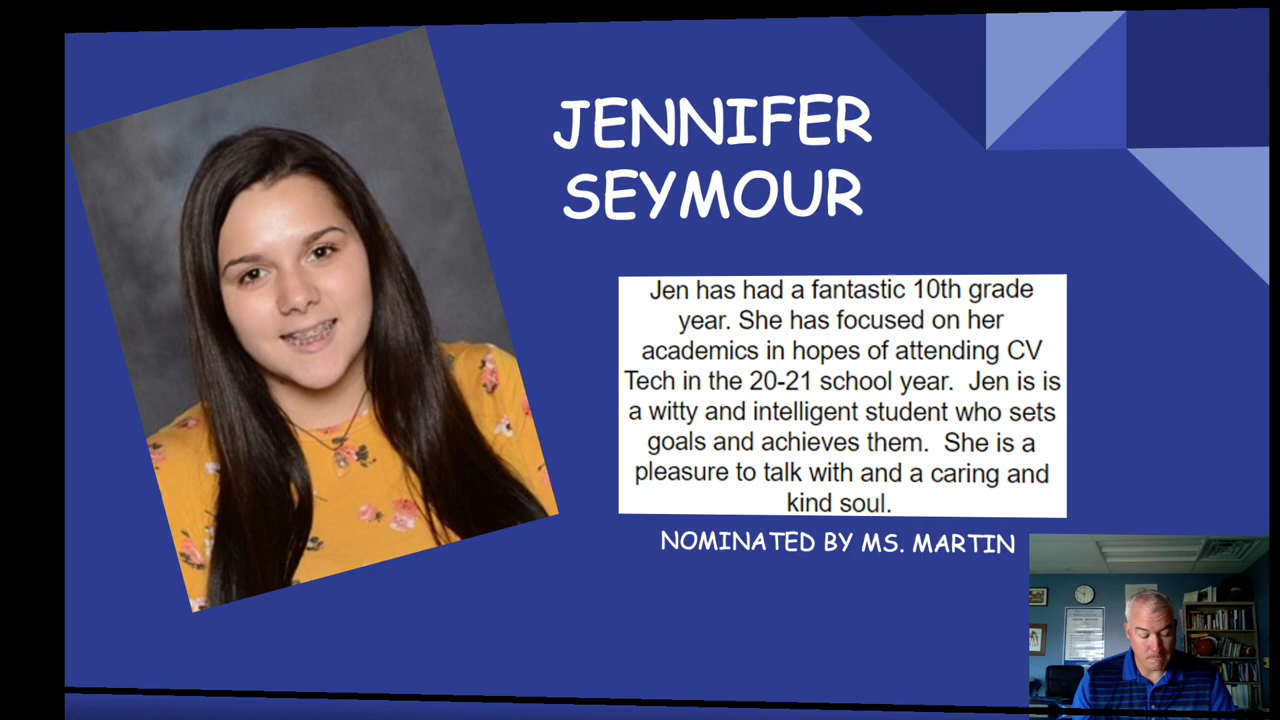 JENNIFER
SEYMOUR
Jen has had a fantastic 10th grade
year. She has focused on her
academics in hopes of attending CV
Tech in the 20-21 school year.  Jen is is
a witty and intelligent student who sets
goals and achieves them.  She is a
pleasure to talk with and a caring and
kind soul.
NOMINATED BY MS. MARTIN